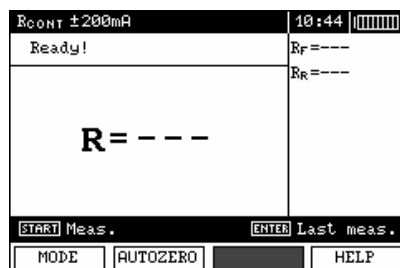 RCONT ±200mA 10:44
Ready! RF=---
RR=---
R=---
START Meas. ENTER Last meas.
MODE AUTOZERO HELP